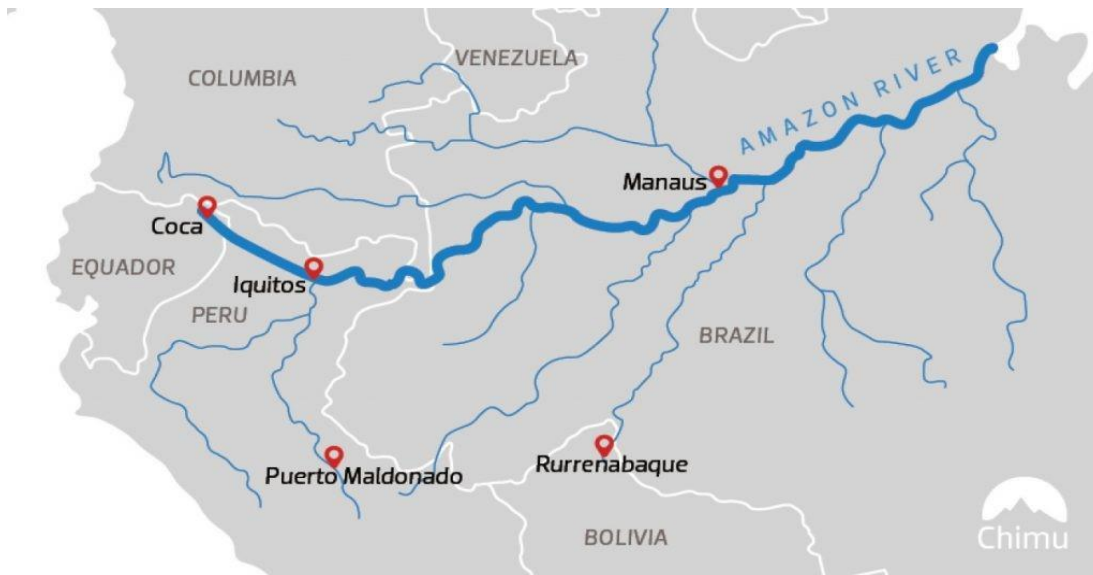 VENEZUELA
COLUMBIA
AMAZON RIVER
Manaus
Coca
EQUADOR
Iquitos
PERU
BRAZIL
Puerto Maldonado
Rurrenabaque
BOLIVIA
Chimu